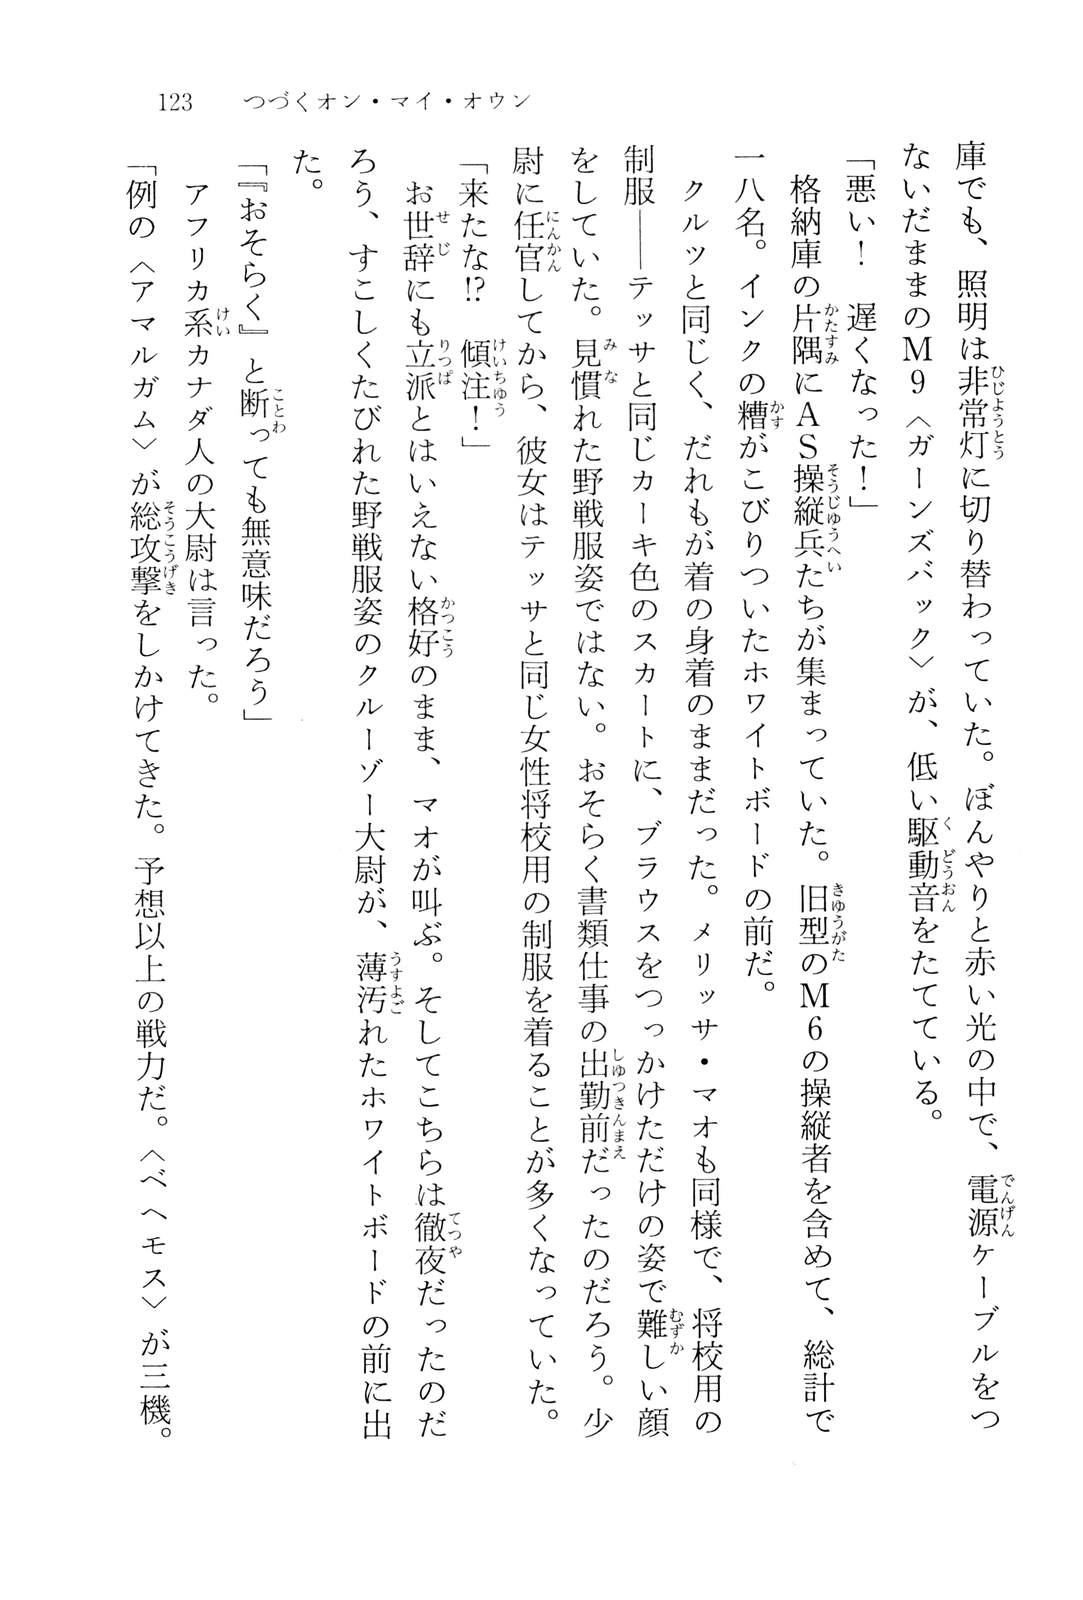 123　つづくオン・マイ・オウン
庫でも、照明は非常灯に切り替わっていた。ぼんやりと赤い光の中で、電源ケーブルをつ
ないだままのM9〈ガーンズバック〉が、低い駆動音をたてている。
「悪い！　遅くなった！」
　格納庫の片隅にAS操縦兵たちが集まっていた。旧型のM6の操縦者を含めて、総計で
一八名。インクの糟がこびりついたホワイトボードの前だ。
　クルツと同じく、だれもが着の身着のままだった。メリッサ・マオも同様で、将校用の
制服――テッサと同じカーキ色のスカートに、ブラウスをつっかけただけの姿で難しい顔
をしていた。見慣れた野戦服姿ではない。おそらく書類仕事の出勤前だったのだろう。少
尉に任官してから、彼女はテッサと同じ女性将校用の制服を着ることが多くなっていた。
「来たな!?　傾注！」
　お世辞にも立派とはいえない格好のまま、マオが叫ぶ。そしてこちらは徹夜だったのだ
ろう、すこしくたびれた野戦服姿のクルーゾー大尉が、薄汚れたホワイトボードの前に出
た。
「『おそらく』と断っても無意味だろう」
　アフリカ系カナダ人の大尉は言った。
「例の〈アマルガム〉が総攻撃をしかけてきた。予想以上の戦力だ。〈ベヘモス〉が三機。